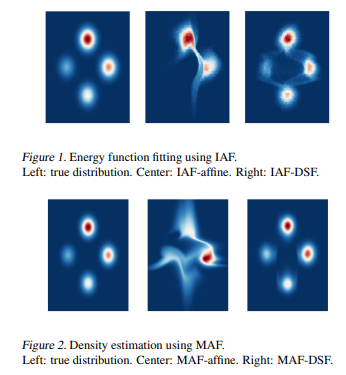 Figure 1. Energy function fitting using IAF.
Left: true distribution. Center: IAF-affine. Right: IAF-DSF.
Figure 2. Density estimation using MAF.
Left: true distribution. Center: MAF-affine. Right: MAF-DSF.